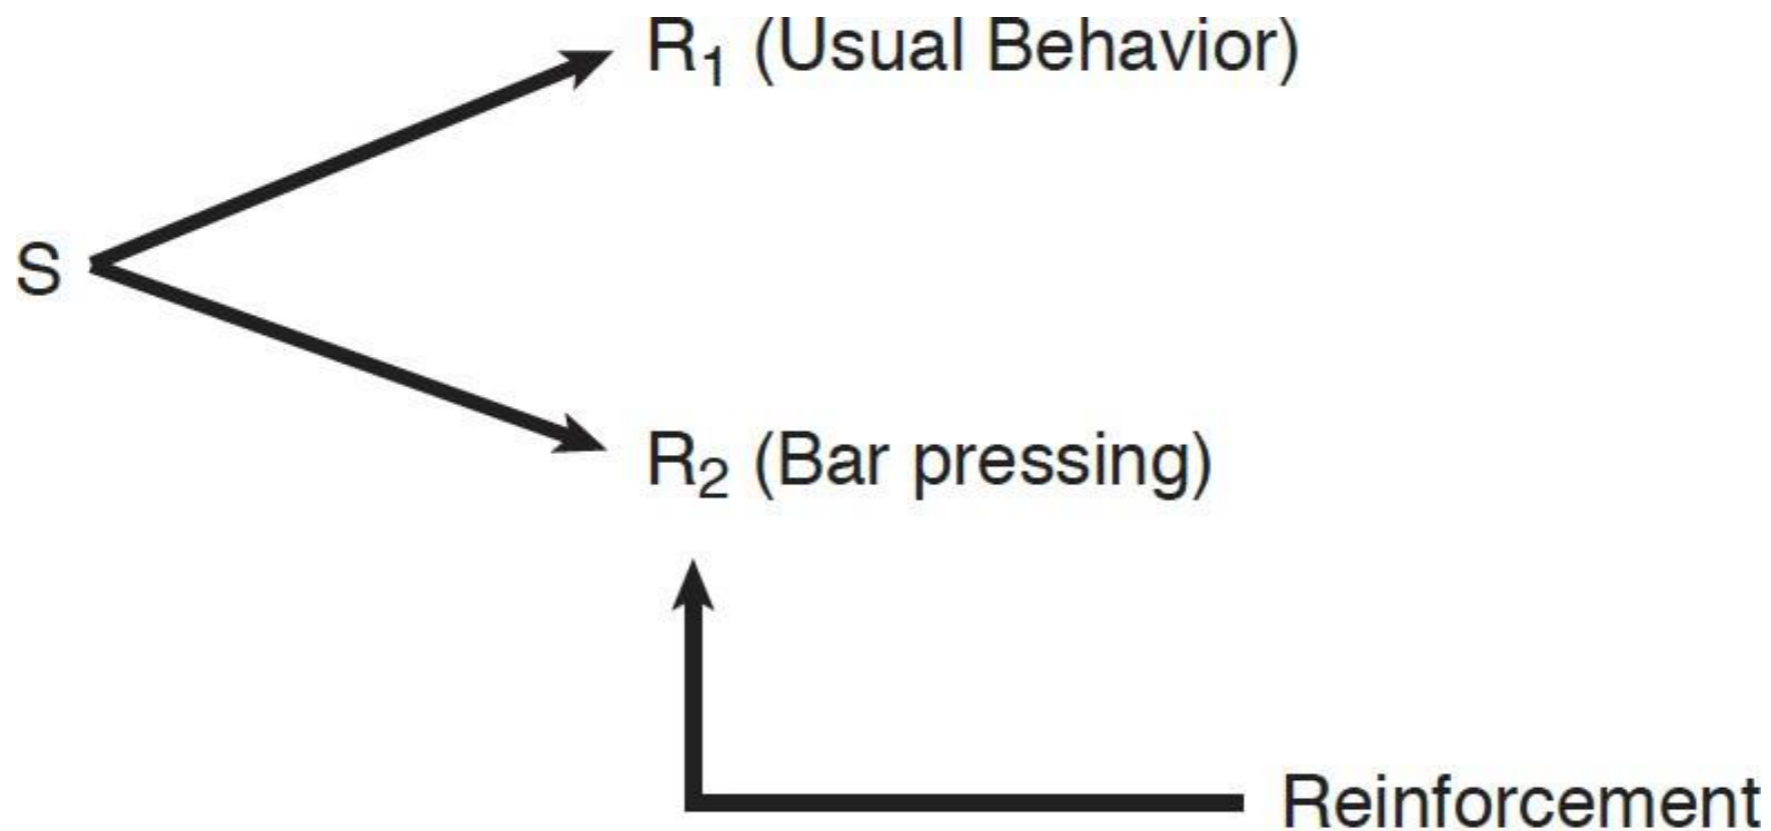 R₁ (Usual Behavior)
S
R₂ (Bar pressing)
Reinforcement